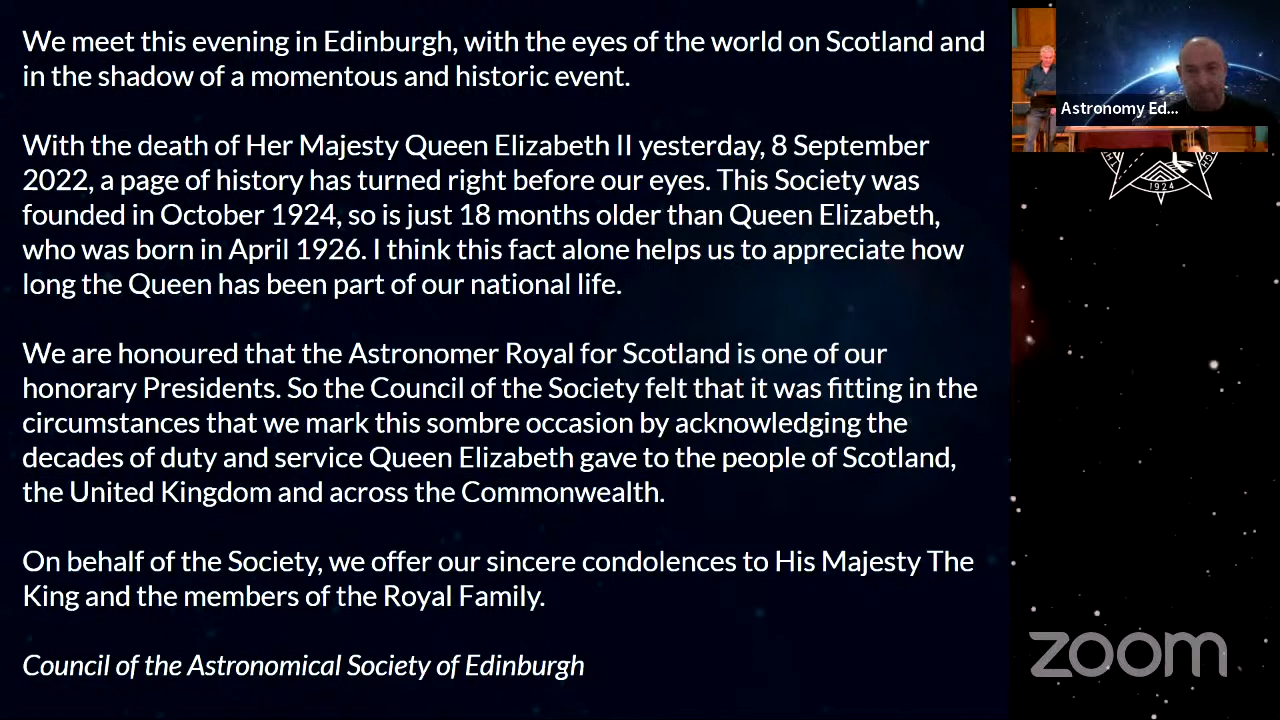 We meet this evening in Edinburgh, with the eyes of the world on Scotland and
in the shadow of a momentous and historic event.
With the death of Her Majesty Queen Elizabeth II yesterday, 8 September
2022, a page of history has turned right before our eyes. This Society was
founded in October 1924, so is just 18 months older than Queen Elizabeth,
who was born in April 1926. I think this fact alone helps us to appreciate how
long the Queen has been part of our national life.
We are honoured that the Astronomer Royal for Scotland is one of our
honorary Presidents. So the Council of the Society felt that it was fitting in the
circumstances that we mark this sombre occasion by acknowledging the
decades of duty and service Queen Elizabeth gave to the people of Scotland,
the United Kingdom and across the Commonwealth.
On behalf of the Society, we offer our sincere condolences to His Majesty The
King and the members of the Royal Family.
Council of the Astronomical Society of Edinburgh
Astronomy Ed...
1924
zoom